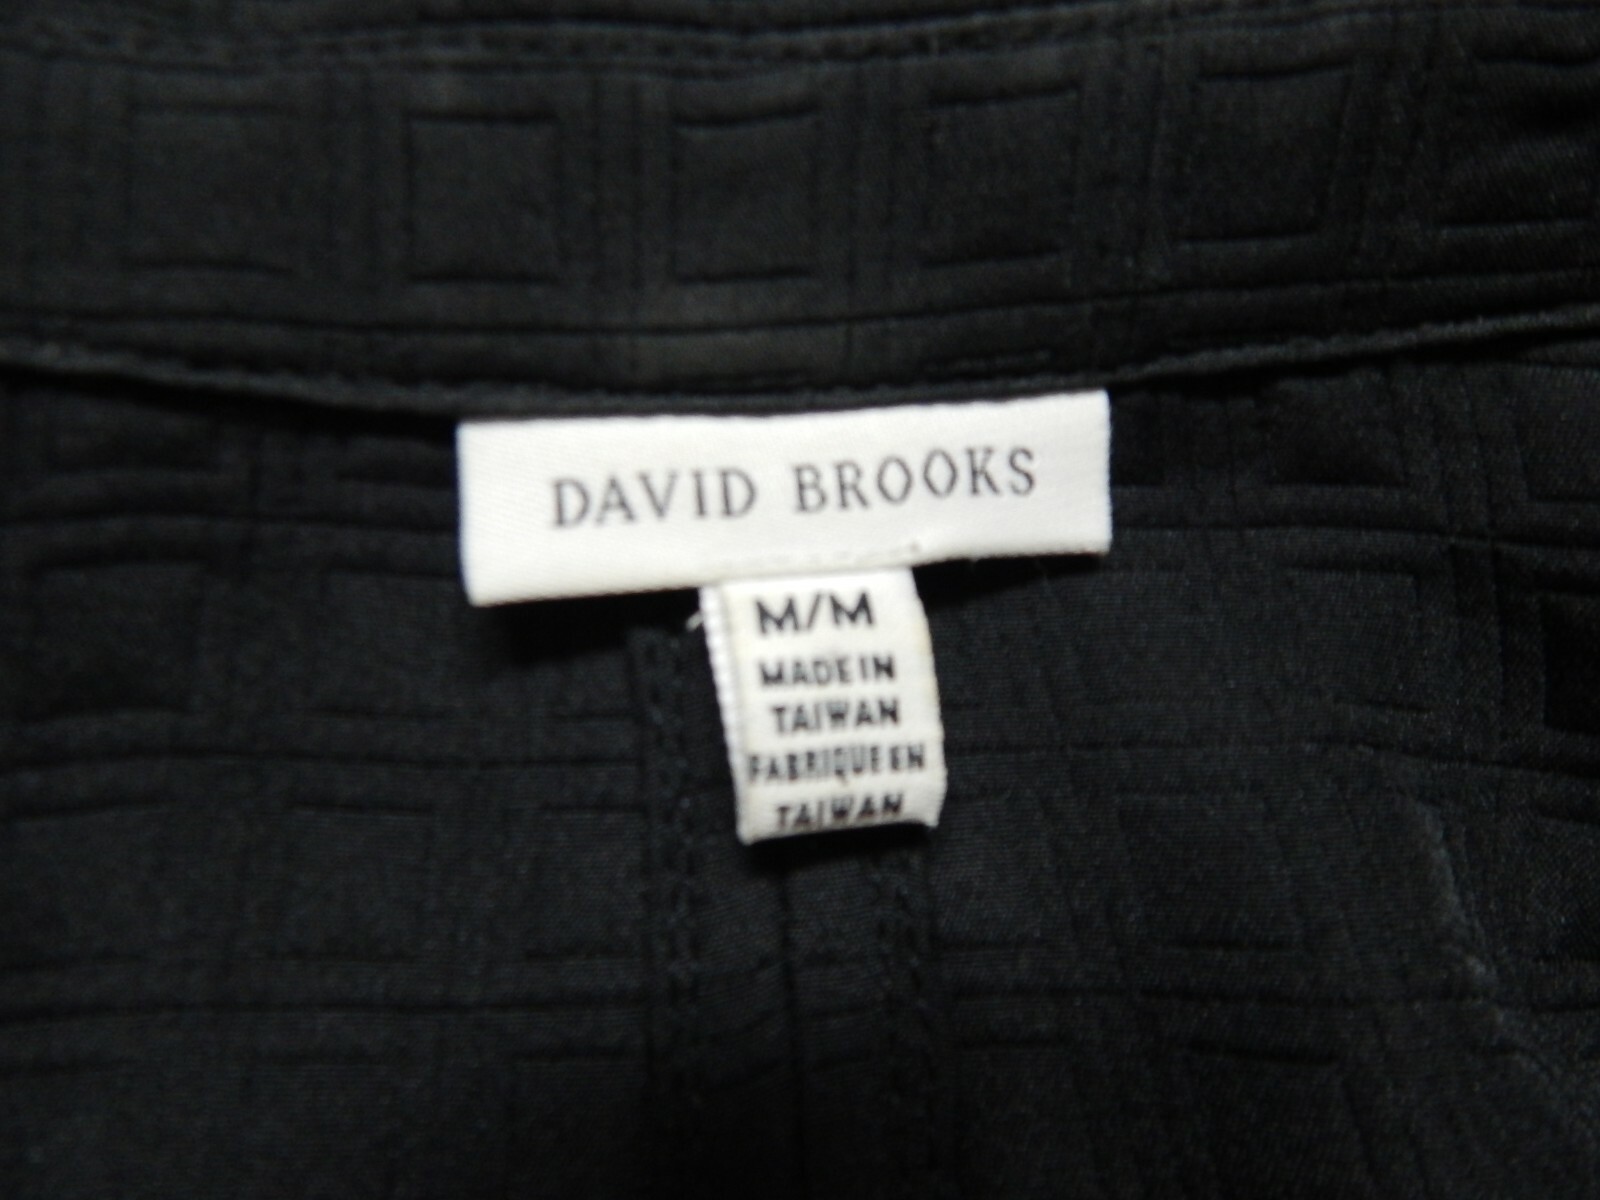 DAVID BROOKS
M/M
MADE IN
TAIWAN
FABRIQUE EN
TAIWAN